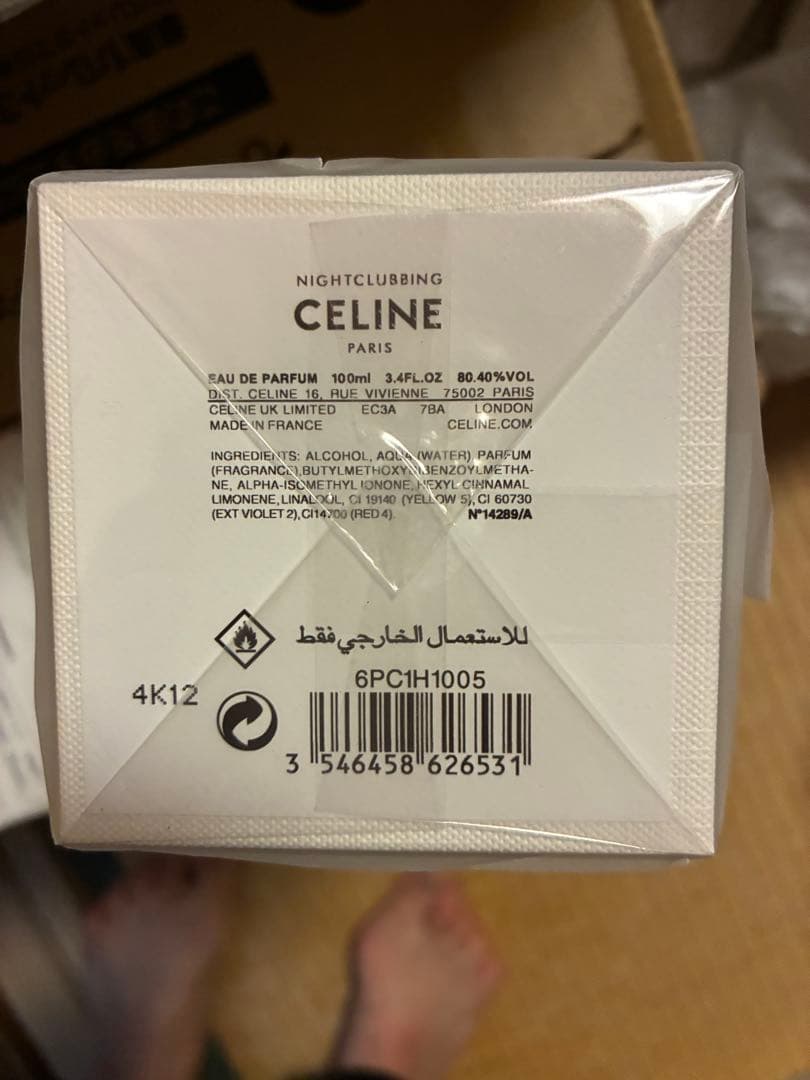 NIGHTCLUBBING
CELINE
PARIS
EAU DE PARFUM 100ml 3.4FL.OZ 80.40%VOL
DIST. CELINE 16, RUE VIVIENNE 75002 PARIS
CELINE UK LIMITED EC3A 7BA LONDON
MADE IN FRANCE CELINE.COM
INGREDIENTS: ALCOHOL, AQUA (WATER), PARFUM
(FRAGRANCE), BUTYLMETHOXYDIBENZOYLMETHA-
NE, ALPHA-ISOMETHYL IONONE, HEXYL CINNAMAL
LIMONENE, LINALOOL, CI 19140 (YELLOW 5), CI 60730
(EXT VIOLET 2), CI14700 (RED 4). N°14289/A
للاستعمال الخارجي فقط
6PC1H1005
4K12
3 546458 626531